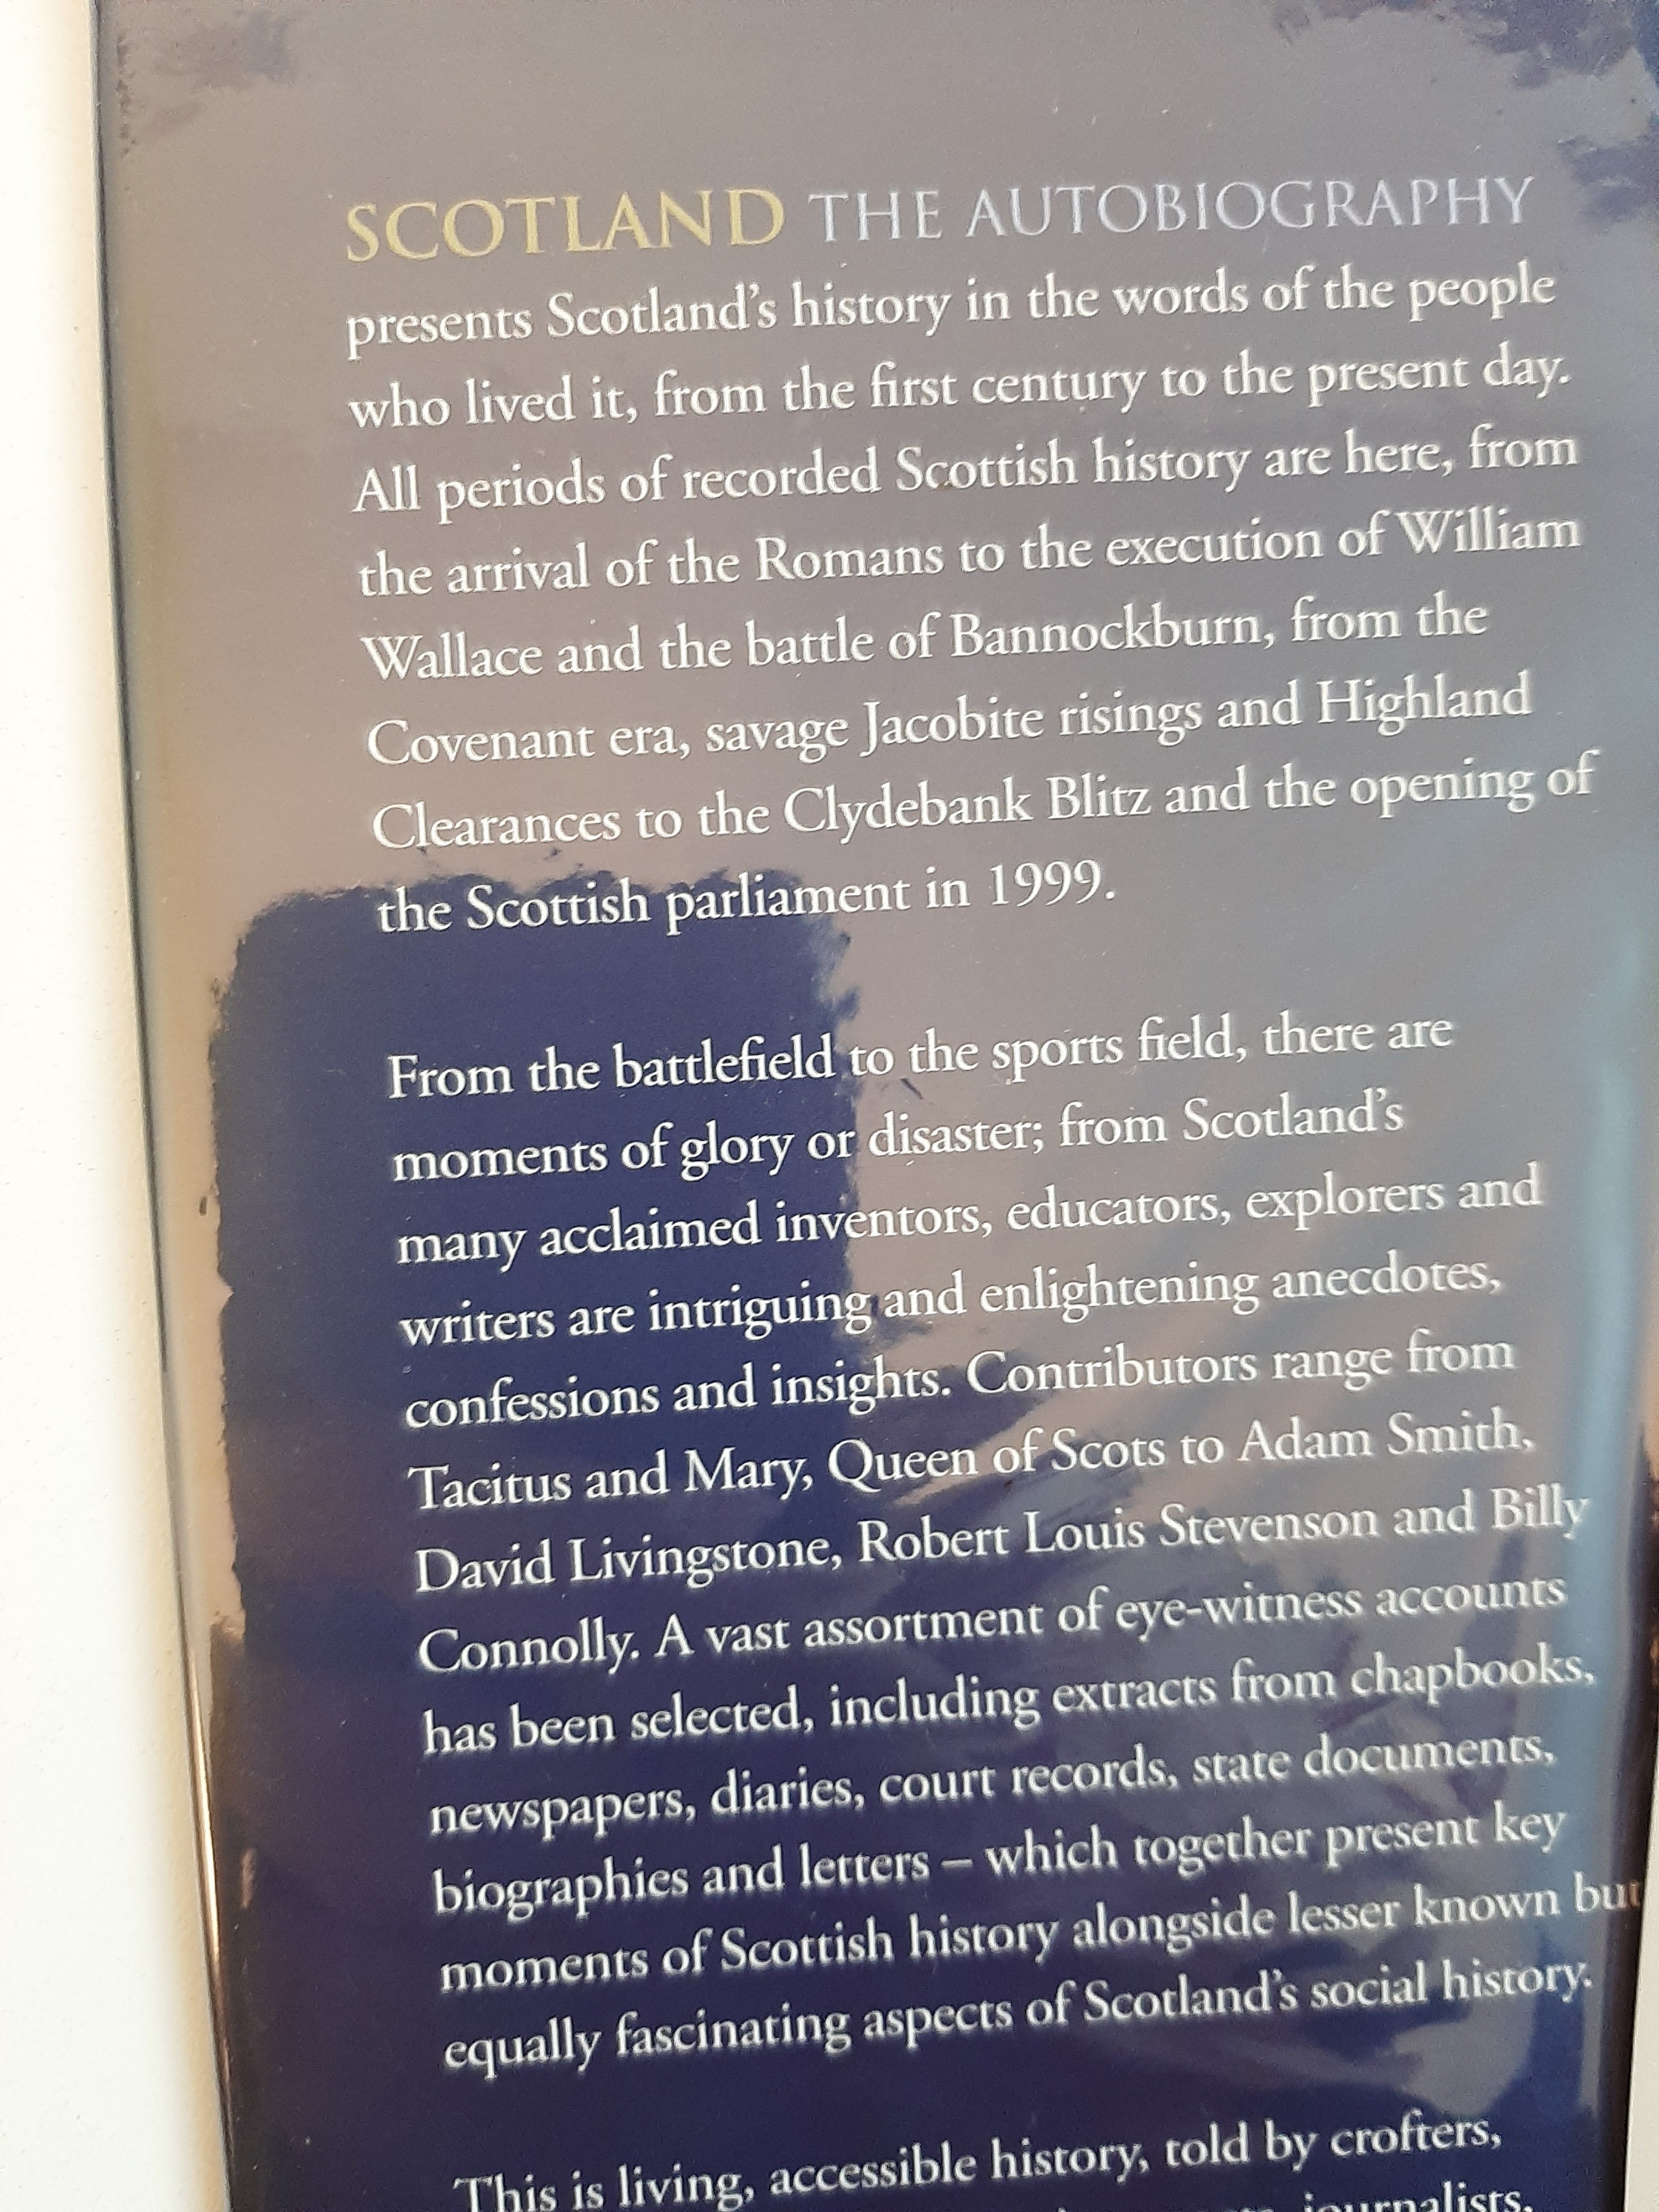 SCOTLAND THE AUTOBIOGRAPHY
presents Scotland's history in the words of the people
who lived it, from the first century to the present day.
All periods of recorded Scottish history are here, from
the arrival of the Romans to the execution of William
Wallace and the battle of Bannockburn, from the
Covenant era, savage Jacobite risings and Highland
Clearances to the Clydebank Blitz and the opening of
the Scottish parliament in 1999.
From the battlefield to the sports field, there are
moments of glory or disaster; from Scotland's
many acclaimed inventors, educators, explorers and
writers are intriguing and enlightening anecdotes,
confessions and insights. Contributors range from
Tacitus and Mary, Queen of Scots to Adam Smith,
David Livingstone, Robert Louis Stevenson and Billy
Connolly. A vast assortment of eye-witness accounts
has been selected, including extracts from chapbooks,
newspapers, diaries, court records, state documents,
biographies and letters – which together present key
moments of Scottish history alongside lesser known but
equally fascinating aspects of Scotland's social history.
This is living, accessible history, told by crofters,
journalists,